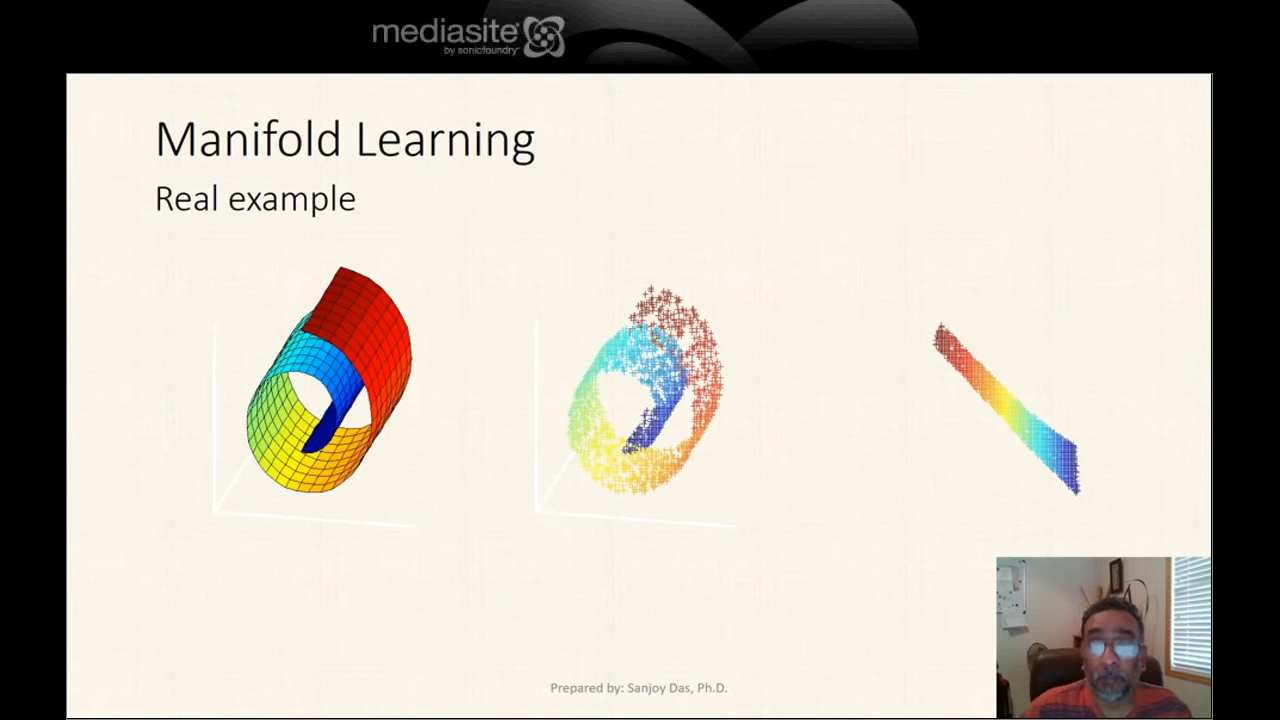 mediasite
by sonicfoundry
Manifold Learning
Real example
Prepared by: Sanjoy Das, Ph.D.